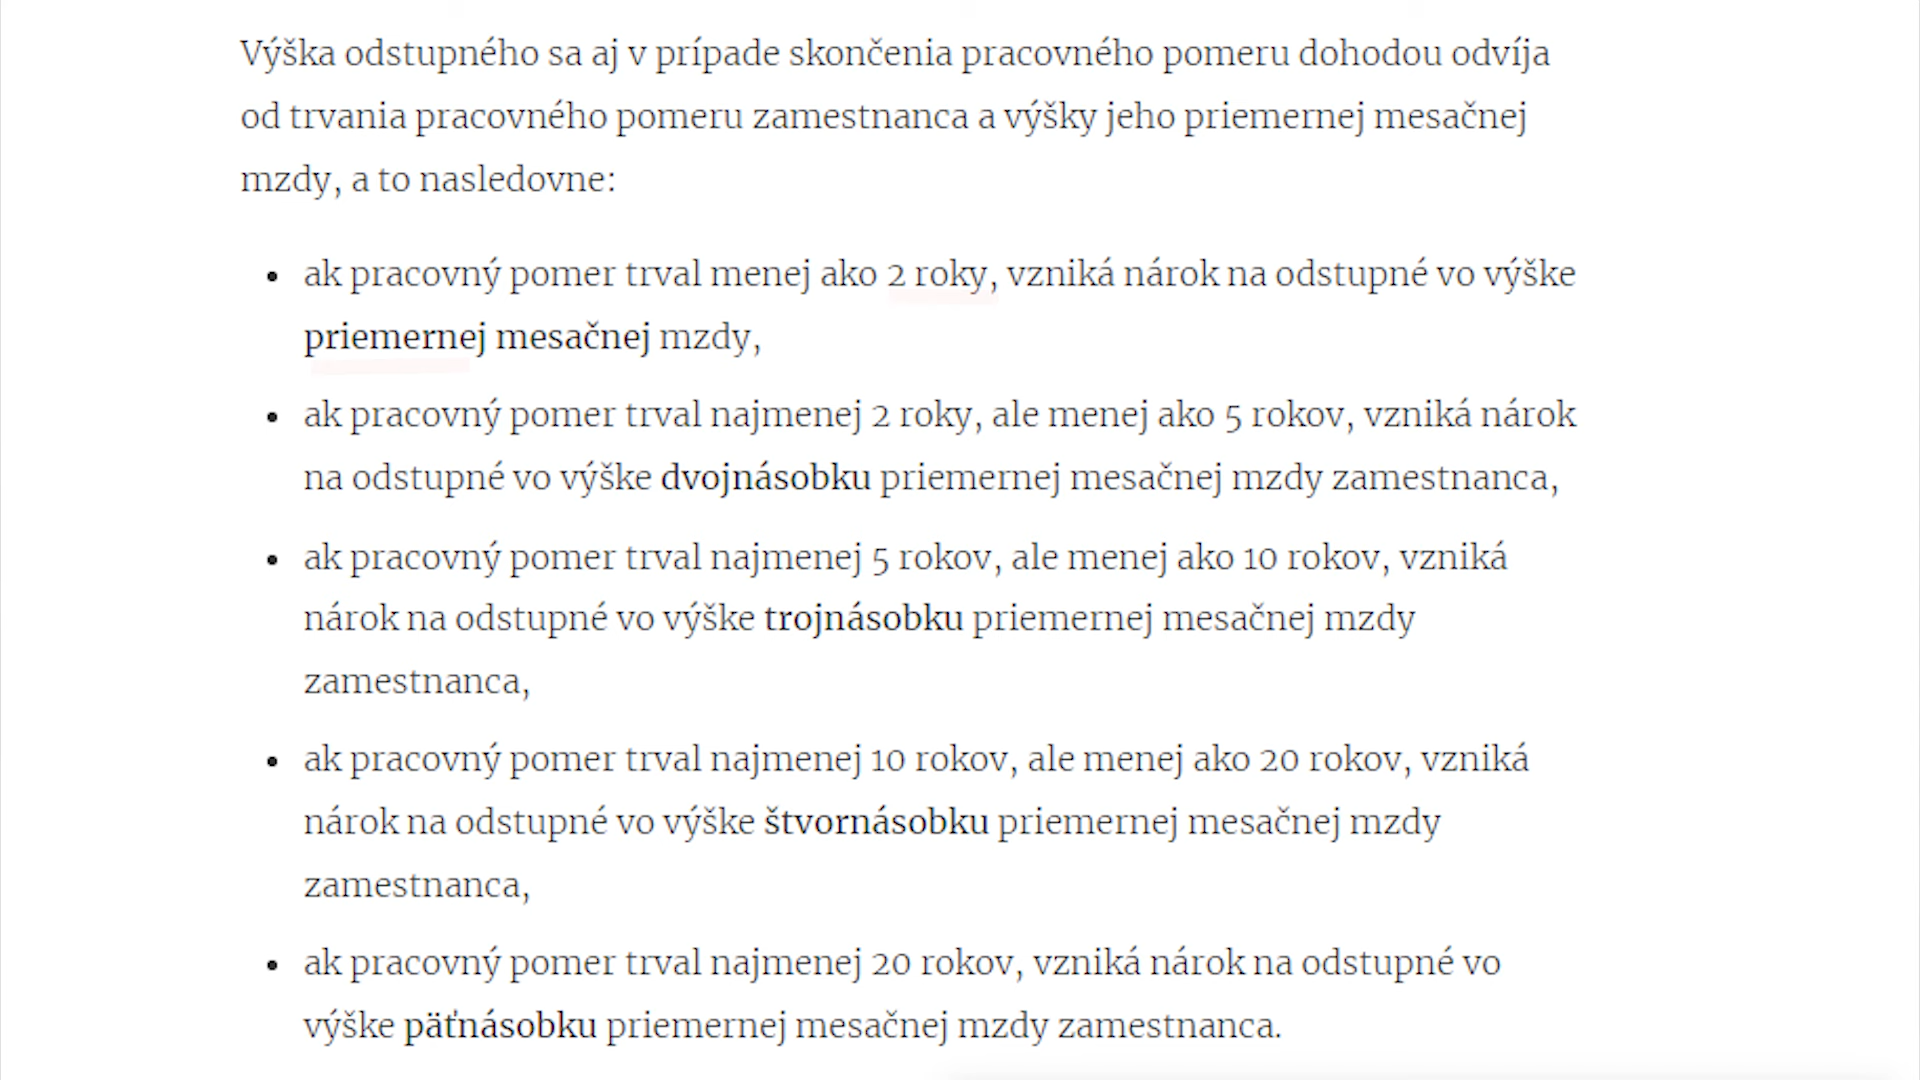 Výška odstupného sa aj v prípade skončenia pracovného pomeru dohodou odvíja
od trvania pracovného pomeru zamestnanca a výšky jeho priemernej mesačnej
mzdy, a to nasledovne:
• ak pracovný pomer trval menej ako 2 roky, vzniká nárok na odstupné vo výške
priemernej mesačnej mzdy,
• ak pracovný pomer trval najmenej 2 roky, ale menej ako 5 rokov, vzniká nárok
na odstupné vo výške dvojnásobku priemernej mesačnej mzdy zamestnanca,
• ak pracovný pomer trval najmenej 5 rokov, ale menej ako 10 rokov, vzniká
nárok na odstupné vo výške trojnásobku priemernej mesačnej mzdy
zamestnanca,
• ak pracovný pomer trval najmenej 10 rokov, ale menej ako 20 rokov, vzniká
nárok na odstupné vo výške štvornásobku priemernej mesačnej mzdy
zamestnanca,
• ak pracovný pomer trval najmenej 20 rokov, vzniká nárok na odstupné vo
výške päťnásobku priemernej mesačnej mzdy zamestnanca.